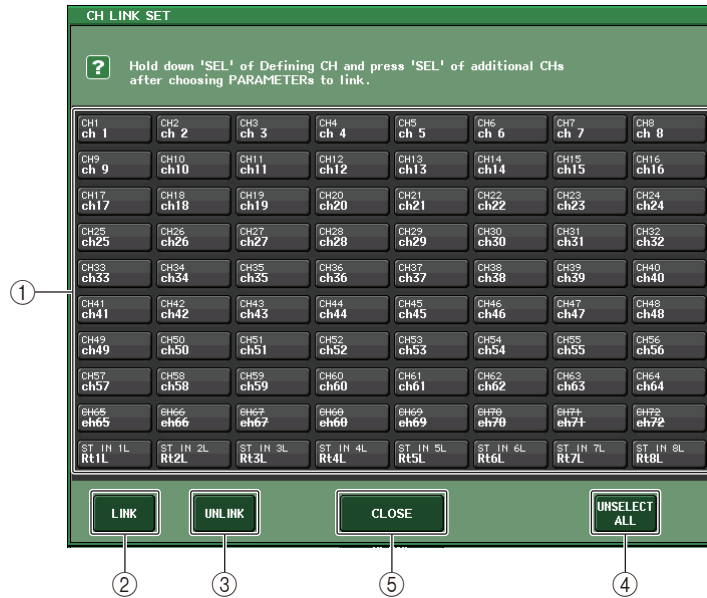 CH LINK SET
? Hold down 'SEL' of Defining CH and press 'SEL' of additional CHs
after choosing PARAMETERs to link.
CH1 CH2 CH3 CH4 CH5 CH6 CH7 CH8
ch 1 ch 2 ch 3 ch 4 ch 5 ch 6 ch 7 ch 8
CH9 CH10 CH11 CH12 CH13 CH14 CH15 CH16
ch 9 ch10 ch11 ch12 ch13 ch14 ch15 ch16
CH17 CH18 CH19 CH20 CH21 CH22 CH23 CH24
ch17 ch18 ch19 ch20 ch21 ch22 ch23 ch24
CH25 CH26 CH27 CH28 CH29 CH30 CH31 CH32
ch25 ch26 ch27 ch28 ch29 ch30 ch31 ch32
CH33 CH34 CH35 CH36 CH37 CH38 CH39 CH40
ch33 ch34 ch35 ch36 ch37 ch38 ch39 ch40
①
CH41 CH42 CH43 CH44 CH45 CH46 CH47 CH48
ch41 ch42 ch43 ch44 ch45 ch46 ch47 ch48
CH49 CH50 CH51 CH52 CH53 CH54 CH55 CH56
ch49 ch50 ch51 ch52 ch53 ch54 ch55 ch56
CH57 CH58 CH59 CH60 CH61 CH62 CH63 CH64
ch57 ch58 ch59 ch60 ch61 ch62 ch63 ch64
CH65 CH66 CH67 CH68 CH69 CH70 CH71 CH72
ch65 ch66 ch67 ch68 ch69 ch70 ch71 ch72
ST IN 1L ST IN 2L ST IN 3L ST IN 4L ST IN 5L ST IN 6L ST IN 7L ST IN 8L
Rt1L Rt2L Rt3L Rt4L Rt5L Rt6L Rt7L Rt8L
LINK UNLINK CLOSE UNSELECT
ALL
② ③ ⑤ ④